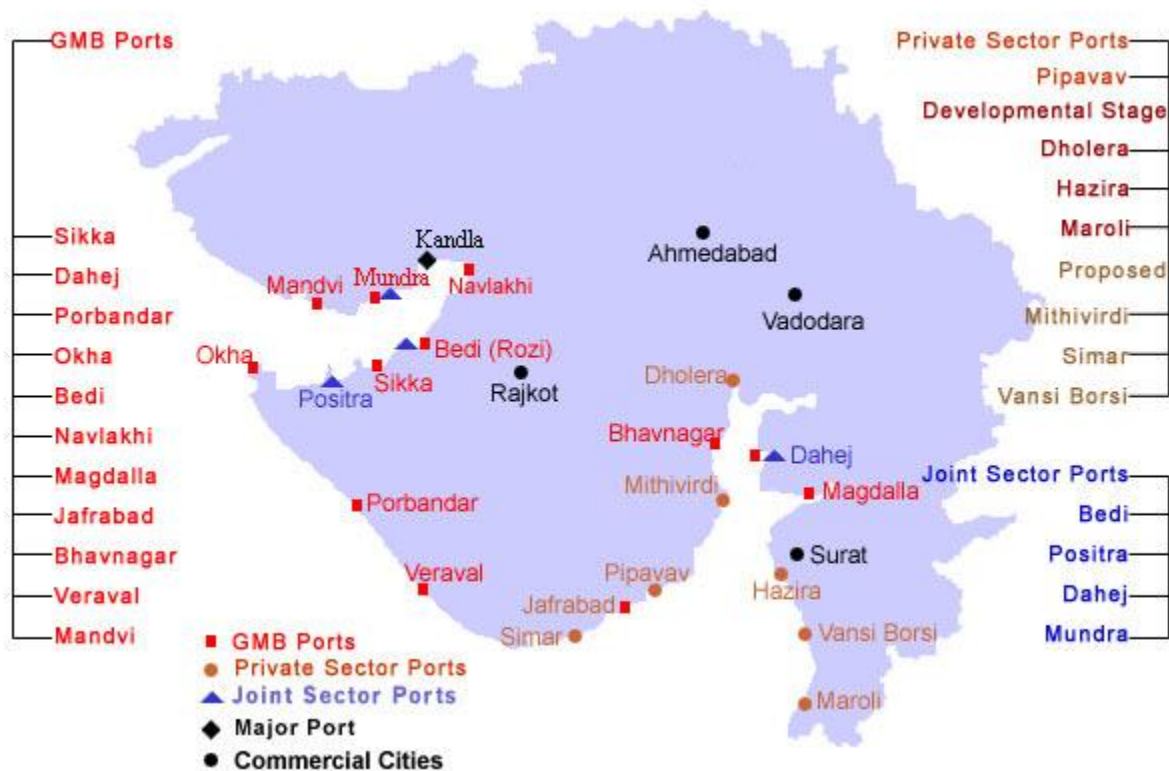 GMB Ports
Sikka
Dahej
Porbandar
Okha
Bedi
Navlakhi
Magdalla
Jafrabad
Bhavnagar
Veraval
Mandvi
Kandla
Mundra
Mandvi
Navlakhi
Okha
Bedi (Rozi)
Sikka
Positra
Rajkot
Ahmedabad
Vadodara
Dholera
Bhavnagar
Dahej
Mithivirdi
Magdalla
Porbandar
Surat
Veraval
Pipavav
Hazira
Jafrabad
Simar
Vansi Borsi
Maroli
GMB Ports
Private Sector Ports
Joint Sector Ports
Major Port
Commercial Cities
Private Sector Ports
Pipavav
Developmental Stage
Dholera
Hazira
Maroli
Proposed
Mithivirdi
Simar
Vansi Borsi
Joint Sector Ports
Bedi
Positra
Dahej
Mundra